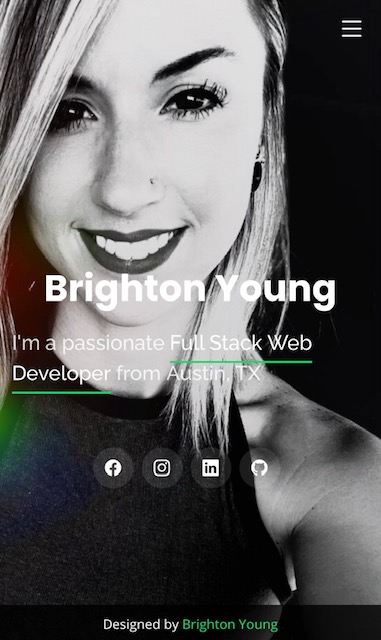 Brighton Young
I'm a passionate Full Stack Web
Developer from Austin, TX
Designed by Brighton Young